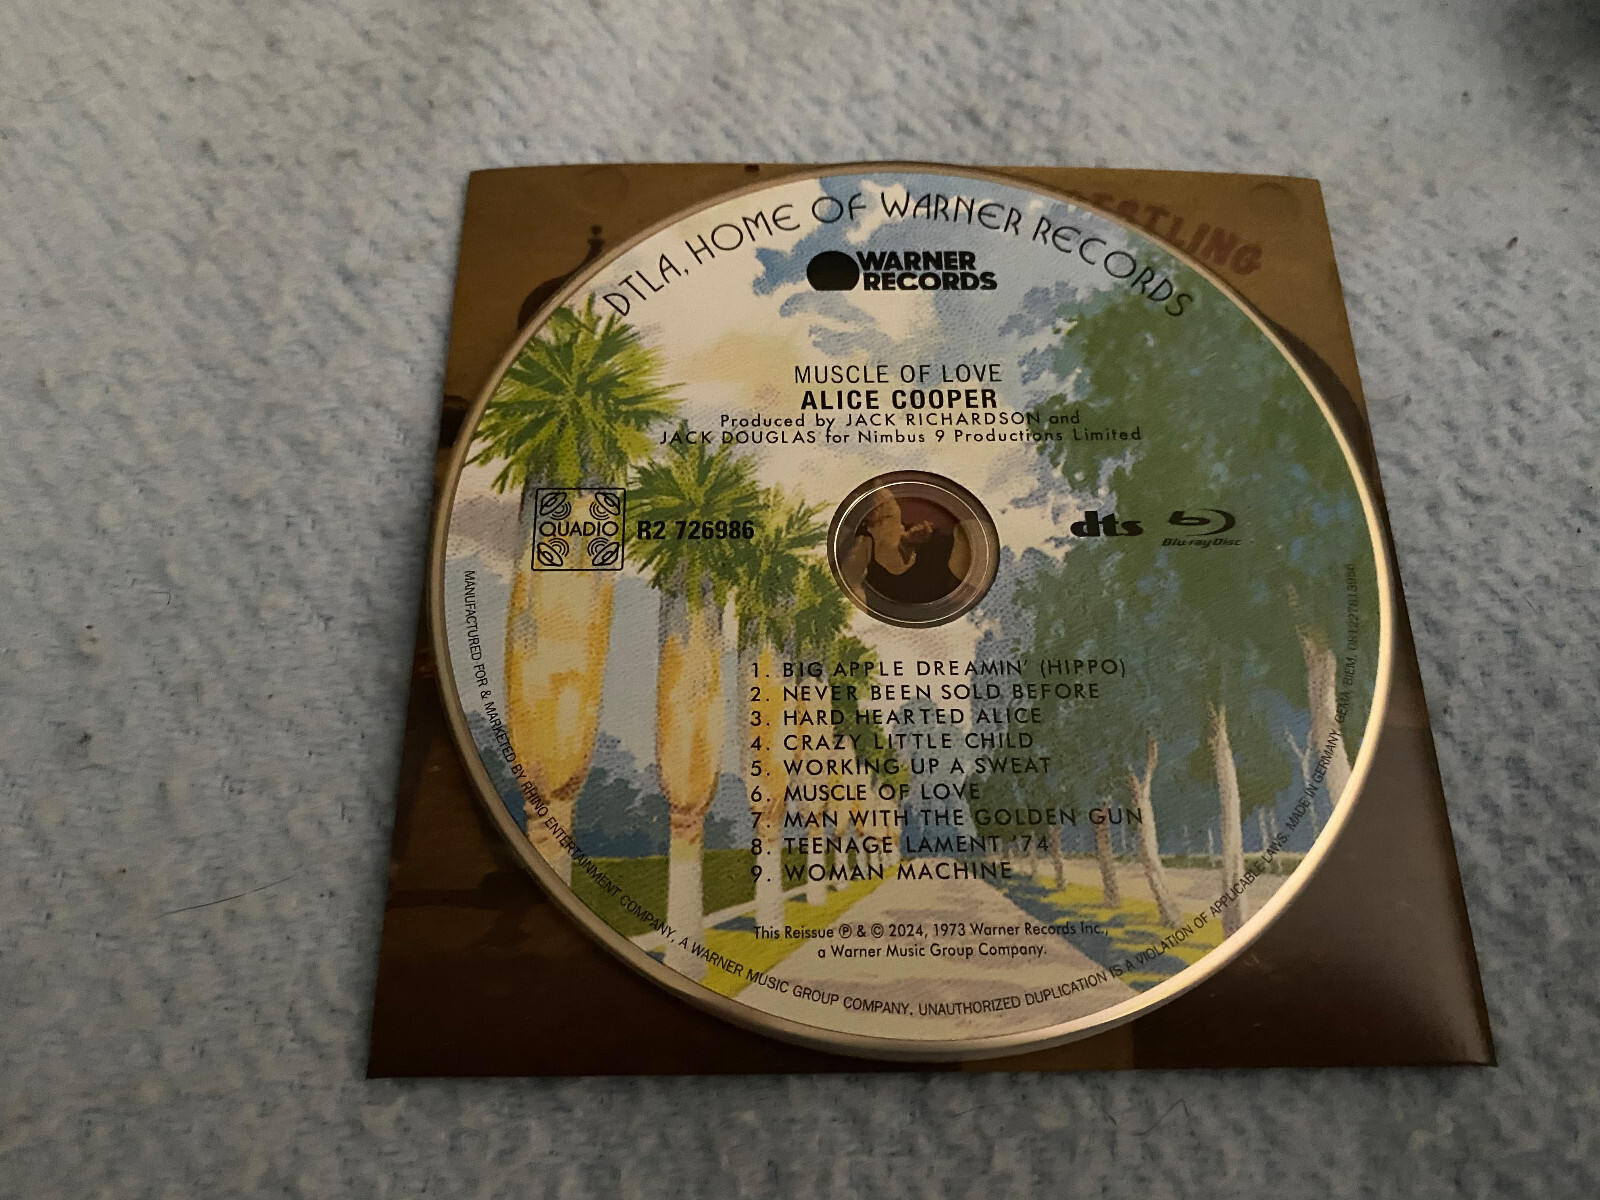 ESTLING
DTLA, HOME OF WARNER RECORDS
WARNER
RECORDS
MUSCLE OF LOVE
ALICE COOPER
Produced by JACK RICHARDSON and
JACK DOUGLAS for Nimbus 9 Productions Limited
QUADIO
R2 726986
dts
Blu-ray Disc
1. BIG APPLE DREAMIN' (HIPPO)
2. NEVER BEEN SOLD BEFORE
3. HARD HEARTED ALICE
4. CRAZY LITTLE CHILD
5. WORKING UP A SWEAT
6. MUSCLE OF LOVE
7. MAN WITH THE GOLDEN GUN
8. TEENAGE LAMENT '74
9. WOMAN MACHINE
This Reissue ℗ & © 2024, 1973 Warner Records Inc.,
a Warner Music Group Company.
MANUFACTURED FOR & MARKETED BY RHINO ENTERTAINMENT COMPANY, A WARNER MUSIC GROUP COMPANY. UNAUTHORIZED DUPLICATION IS A VIOLATION OF APPLICABLE LAWS. MADE IN GERMANY. GEMA BIEM.